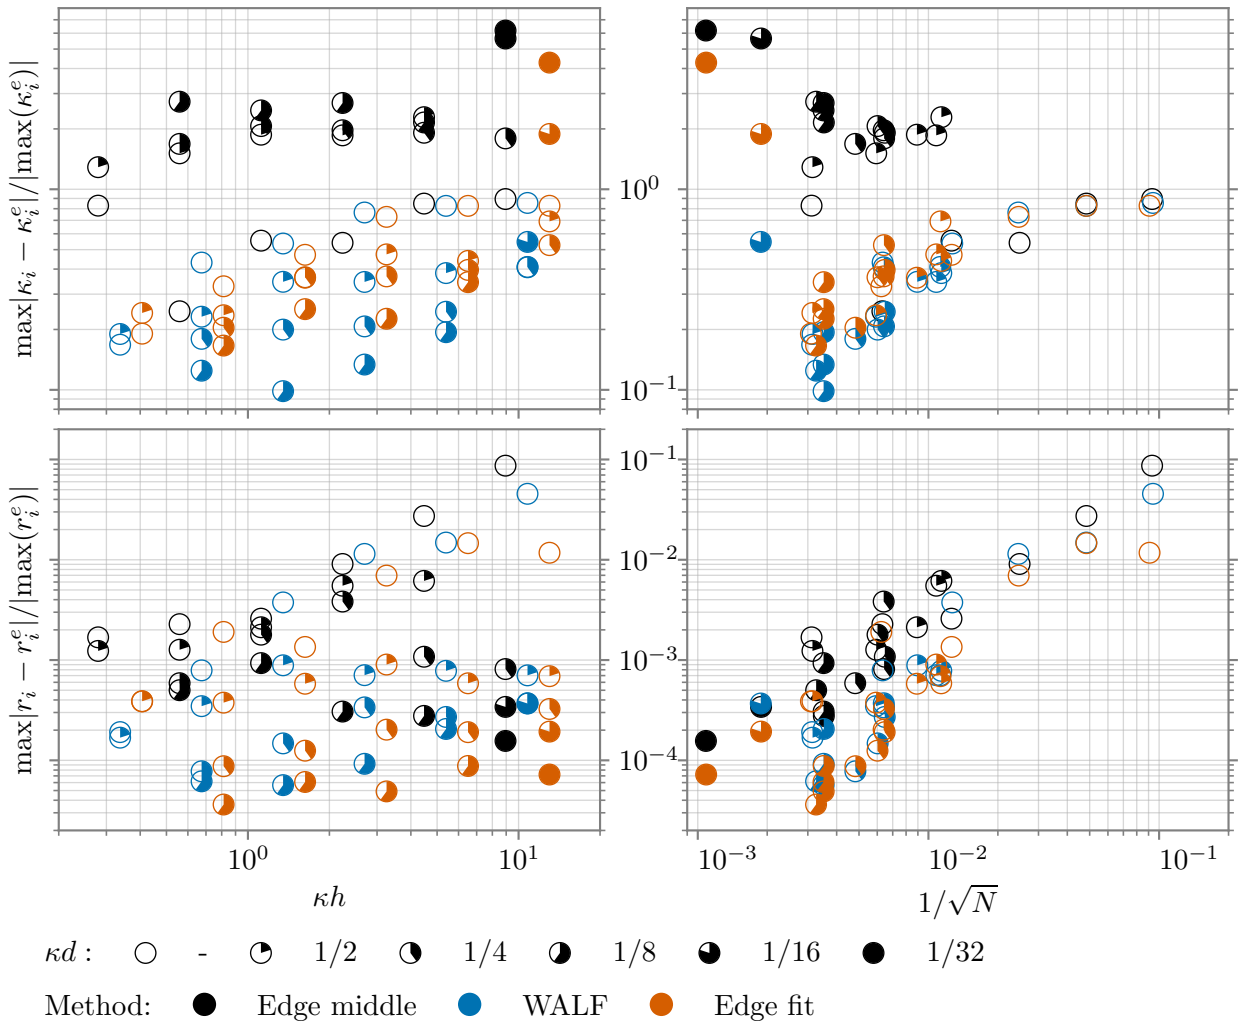 max|κ_i − κ_i^e|/|max(κ_i^e)|
10^0
10^−1
max|r_i − r_i^e|/|max(r_i^e)|
10^−1
10^−2
10^−3
10^−4
10^0 10^1 10^−3 10^−2 10^−1
κh 1/√N
κd : - 1/2 1/4 1/8 1/16 1/32
Method: Edge middle WALF Edge fit